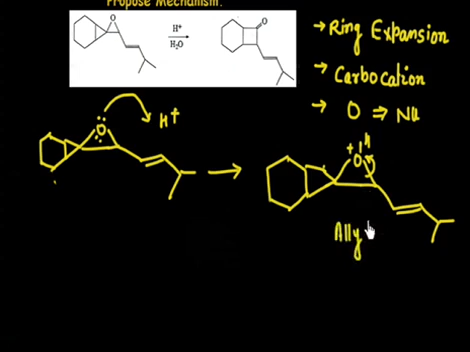 Propose Mechanism.
O
H⁺
H₂O
O
→ Ring Expansion
→ Carbocation
→ O ⇒ Nu
O
H+
+ H
O
Ally